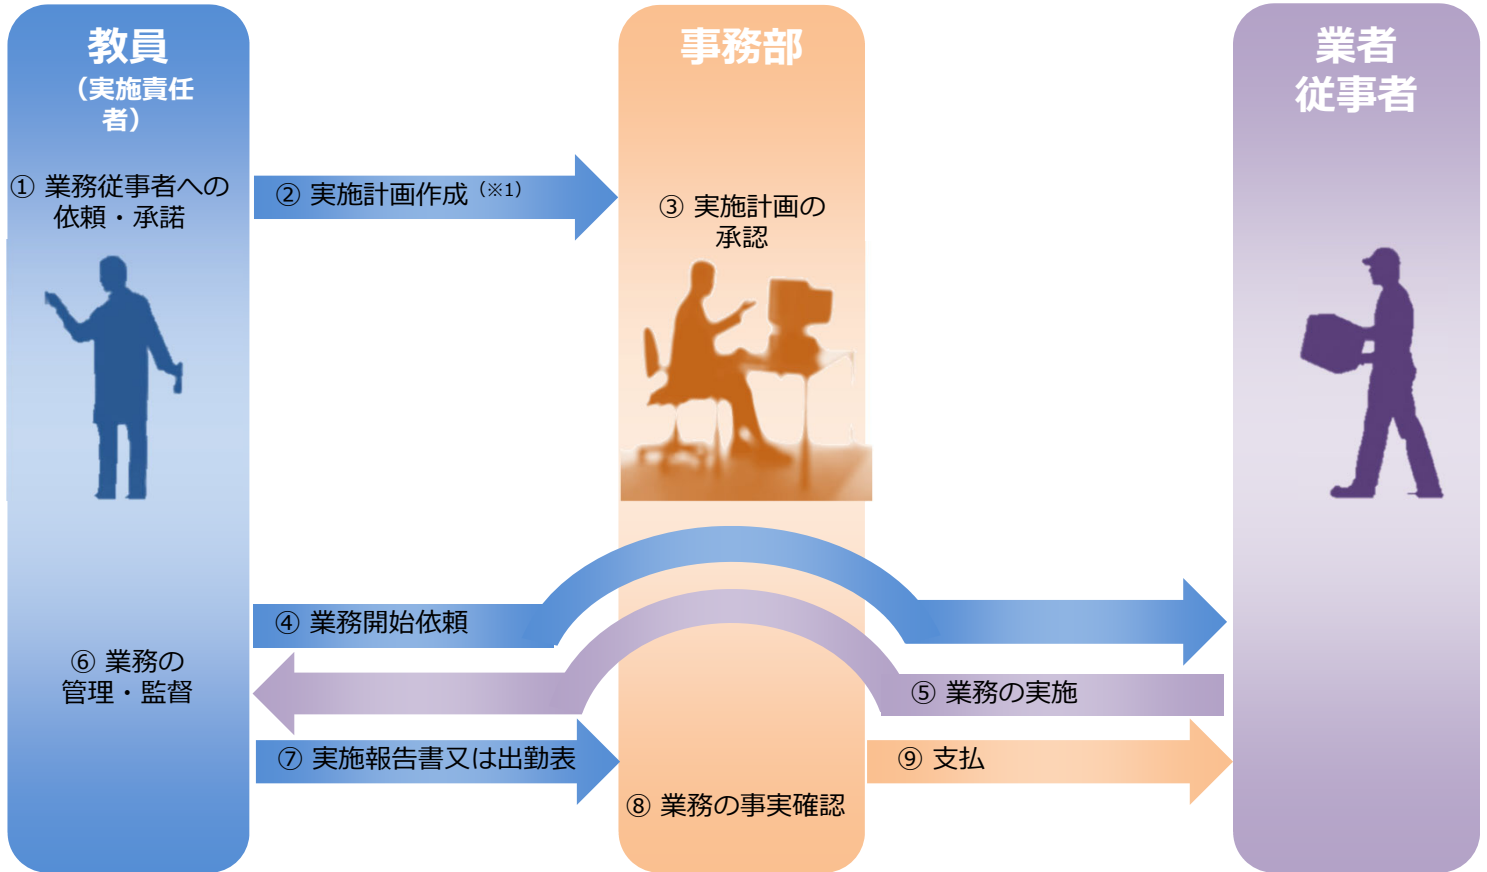 教員
（実施責任
者）
事務部
業者
従事者
① 業務従事者への
依頼・承諾
② 実施計画作成（※1）
③ 実施計画の
承認
④ 業務開始依頼
⑤ 業務の実施
⑥ 業務の
管理・監督
⑦ 実施報告書又は出勤表
⑧ 業務の事実確認
⑨ 支払